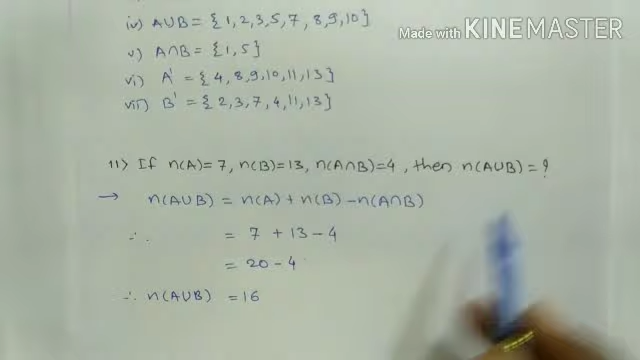 iv) A∪B = {1,2,3,5,7, 8,9,10}
Made with KINEMASTER
v) A∩B = {1,5}
vi) A' = {4,8,9,10,11,13}
vii) B' = {2,3,7,4,11,13}
11) If n(A)=7, n(B)=13, n(A∩B)=4, then n(A∪B)=?
→ n(A∪B) = n(A) + n(B) - n(A∩B)
∴ = 7 + 13 - 4
= 20 - 4
∴ n(A∪B) = 16